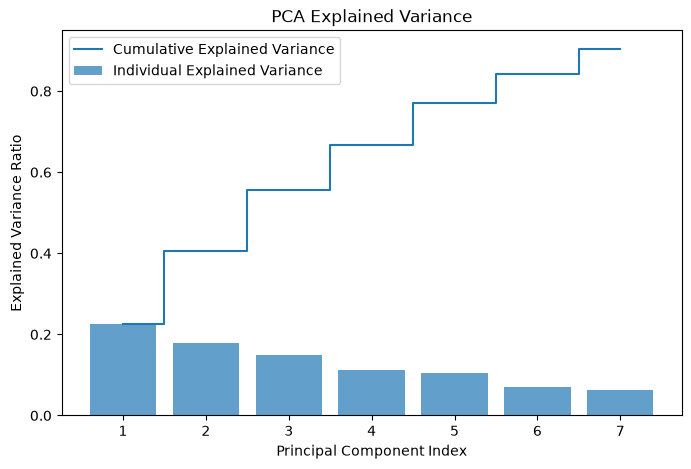 PCA Explained Variance
Cumulative Explained Variance
Individual Explained Variance
Explained Variance Ratio
0.8
0.6
0.4
0.2
0.0
1 2 3 4 5 6 7
Principal Component Index